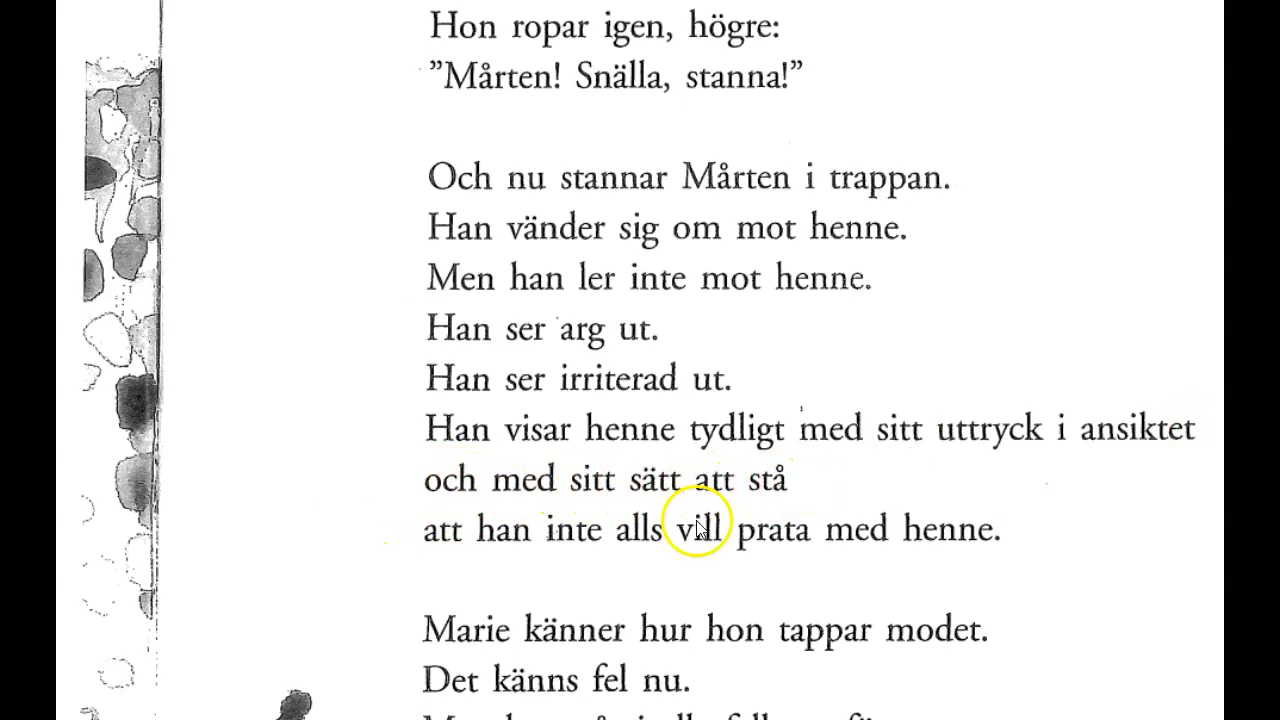 Hon ropar igen, högre:
”Mårten! Snälla, stanna!”
Och nu stannar Mårten i trappan.
Han vänder sig om mot henne.
Men han ler inte mot henne.
Han ser arg ut.
Han ser irriterad ut.
Han visar henne tydligt med sitt uttryck i ansiktet
och med sitt sätt att stå
att han inte alls vill prata med henne.
Marie känner hur hon tappar modet.
Det känns fel nu.